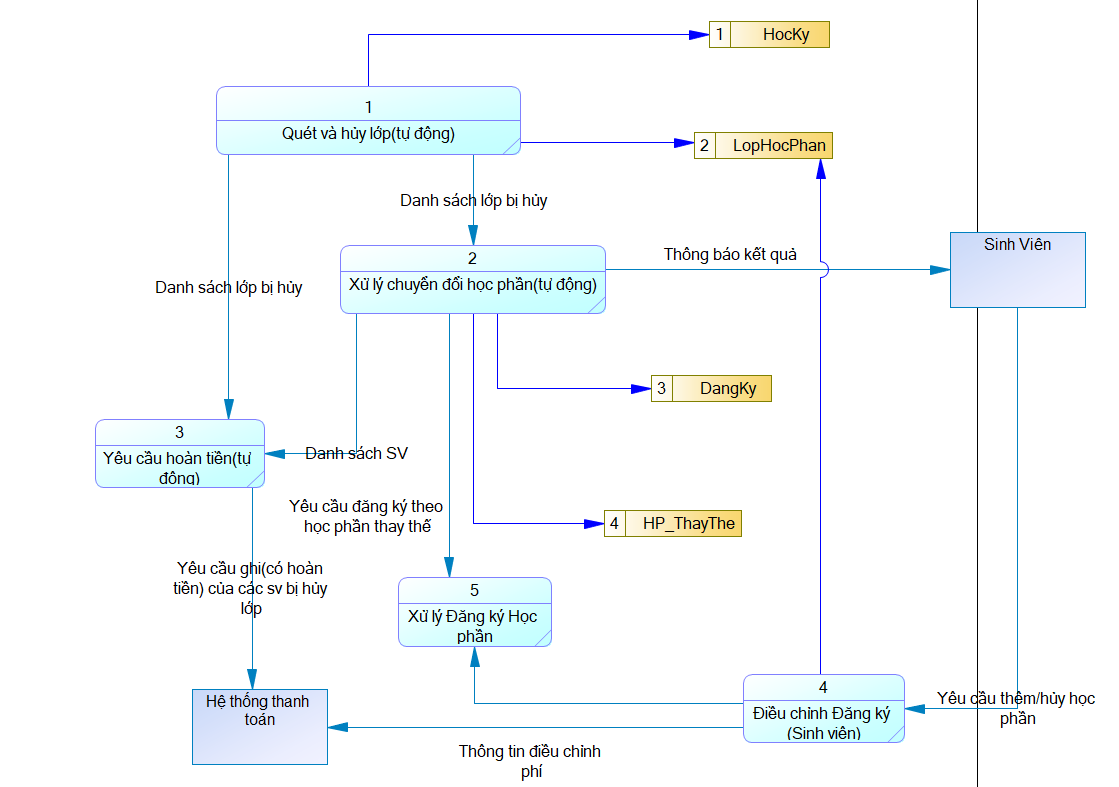 1 HocKy
1
Quét và hủy lớp(tự động)
2 LopHocPhan
Danh sách lớp bị hủy
Sinh Viên
2
Thông báo kết quả
Xử lý chuyển đổi học phần(tự động)
Danh sách lớp bị hủy
3 DangKy
3
Yêu cầu hoàn tiền(tự
động)
Danh sách SV
Yêu cầu đăng ký theo
học phần thay thế
4 HP_ThayThe
Yêu cầu ghi(có hoàn
tiền) của các sv bị hủy
lớp
5
Xử lý Đăng ký Học
phần
4
Điều chỉnh Đăng ký
(Sinh viên)
Yêu cầu thêm/hủy học
phần
Hệ thống thanh
toán
Thông tin điều chỉnh
phí